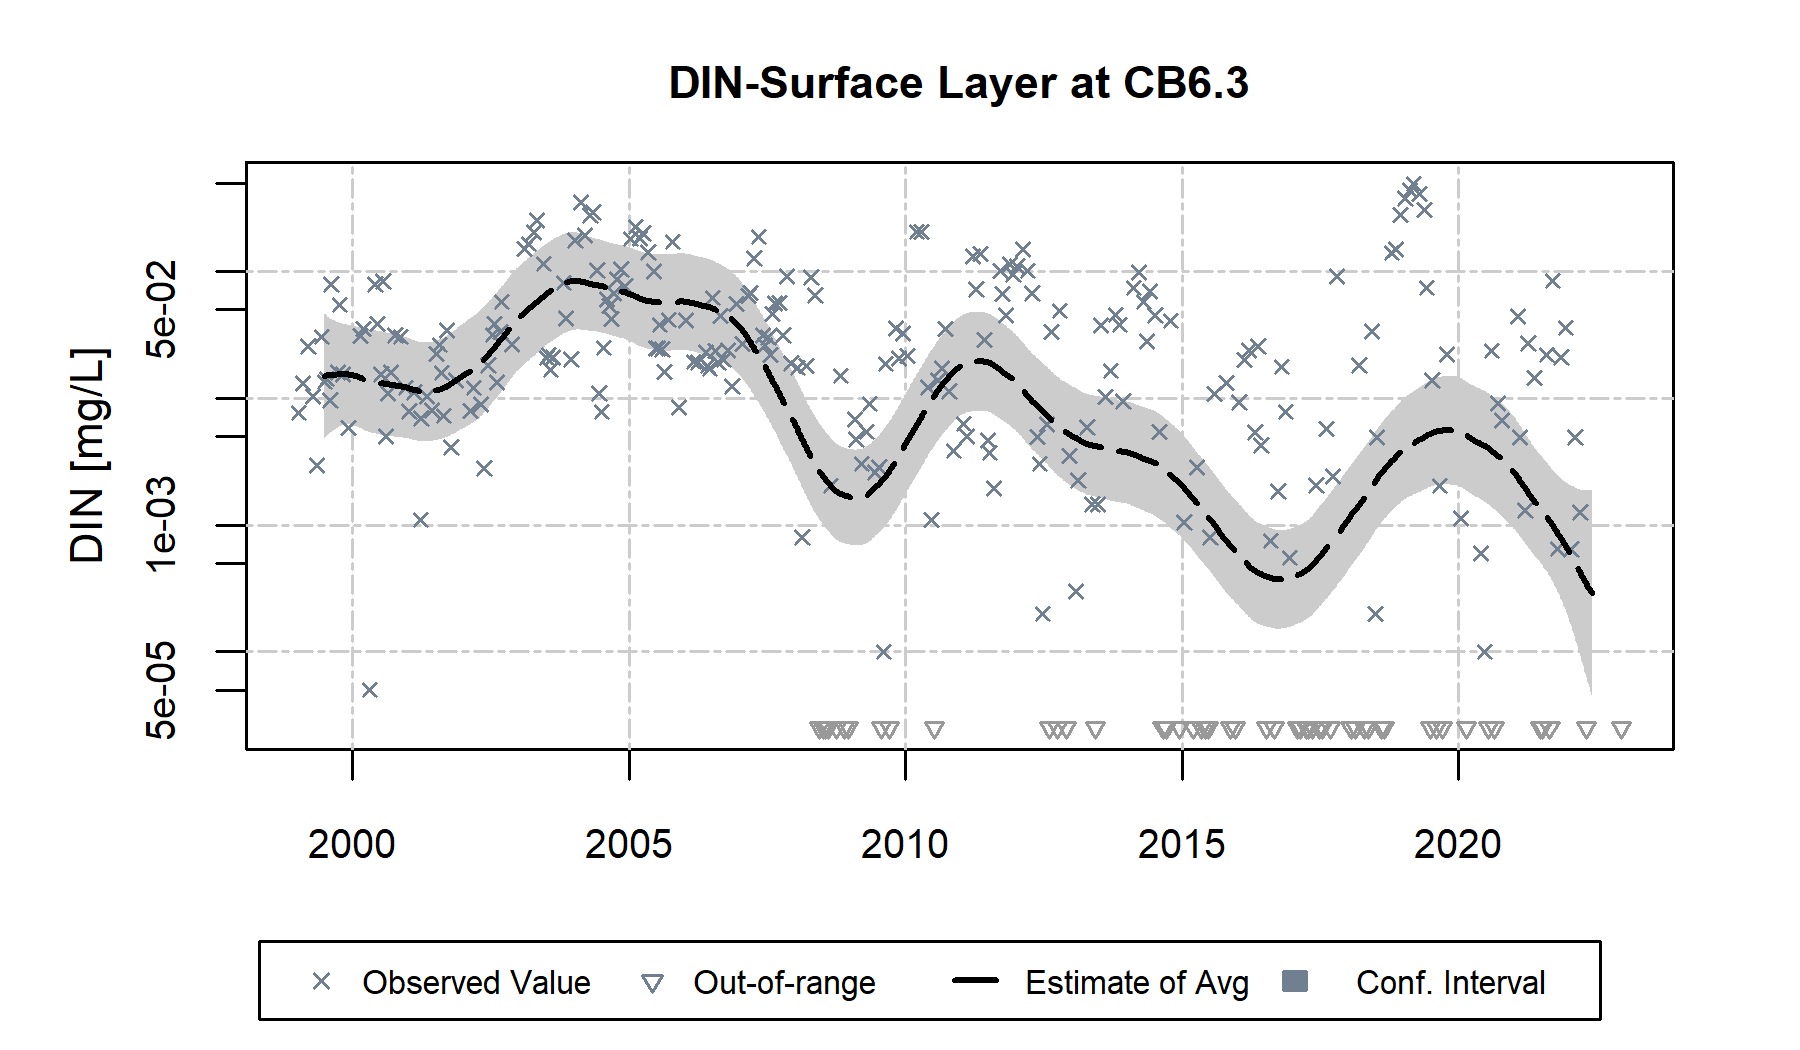 DIN-Surface Layer at CB6.3
DIN [mg/L]
5e-02
1e-03
5e-05
2000 2005 2010 2015 2020
Observed Value Out-of-range Estimate of Avg Conf. Interval